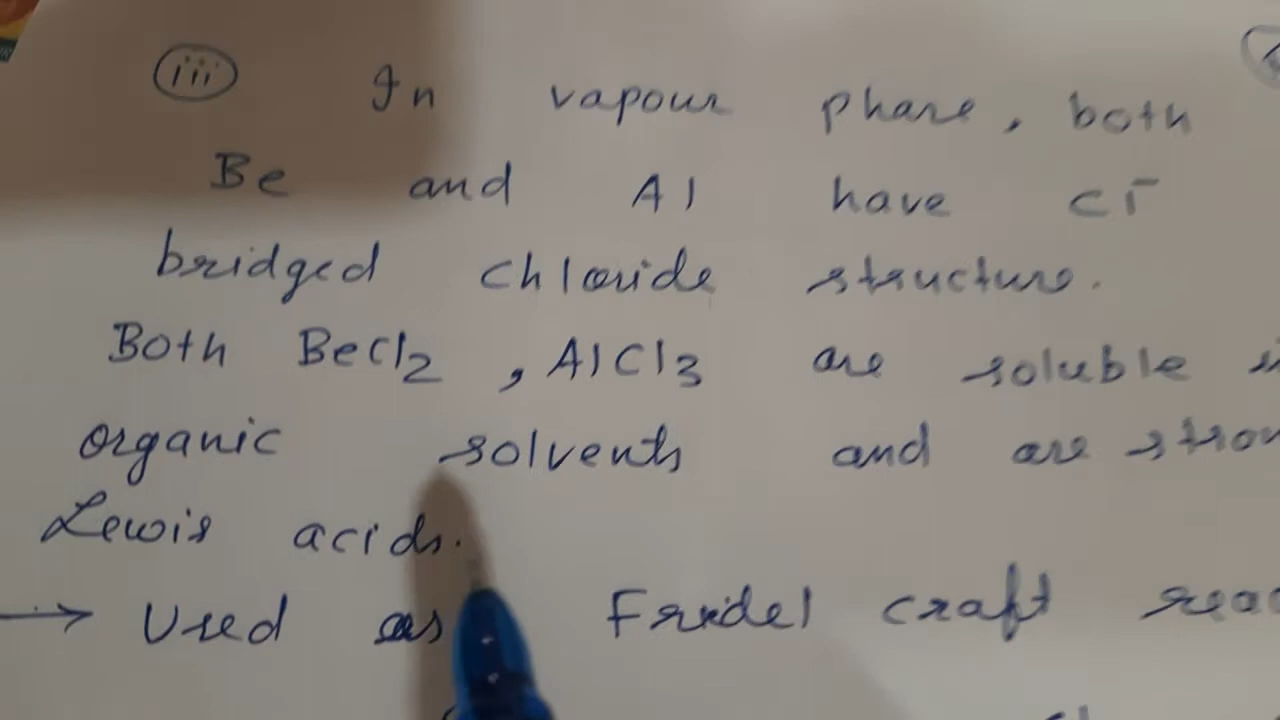 (iii) In vapour phase, both
Be and Al have Cl⁻
bridged chloride structure.
Both BeCl2, AlCl3 are soluble
organic solvents and are
Lewis acids.
→ Used as Fridel craft